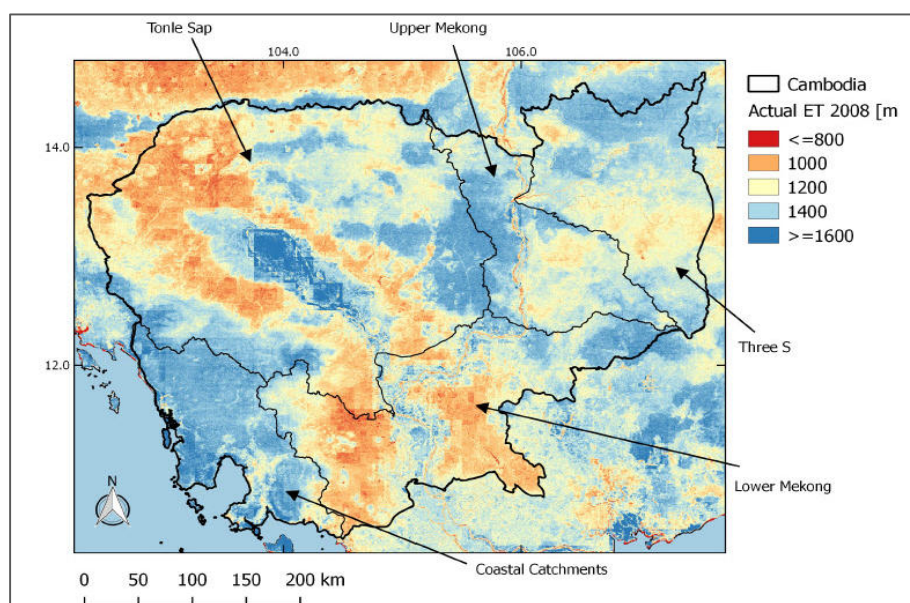 Tonle Sap
Upper Mekong
104.0
106.0
Cambodia
Actual ET 2008 [m
<=800
1000
1200
1400
>=1600
14.0
12.0
Three S
Lower Mekong
Coastal Catchments
N
0 50 100 150 200 km